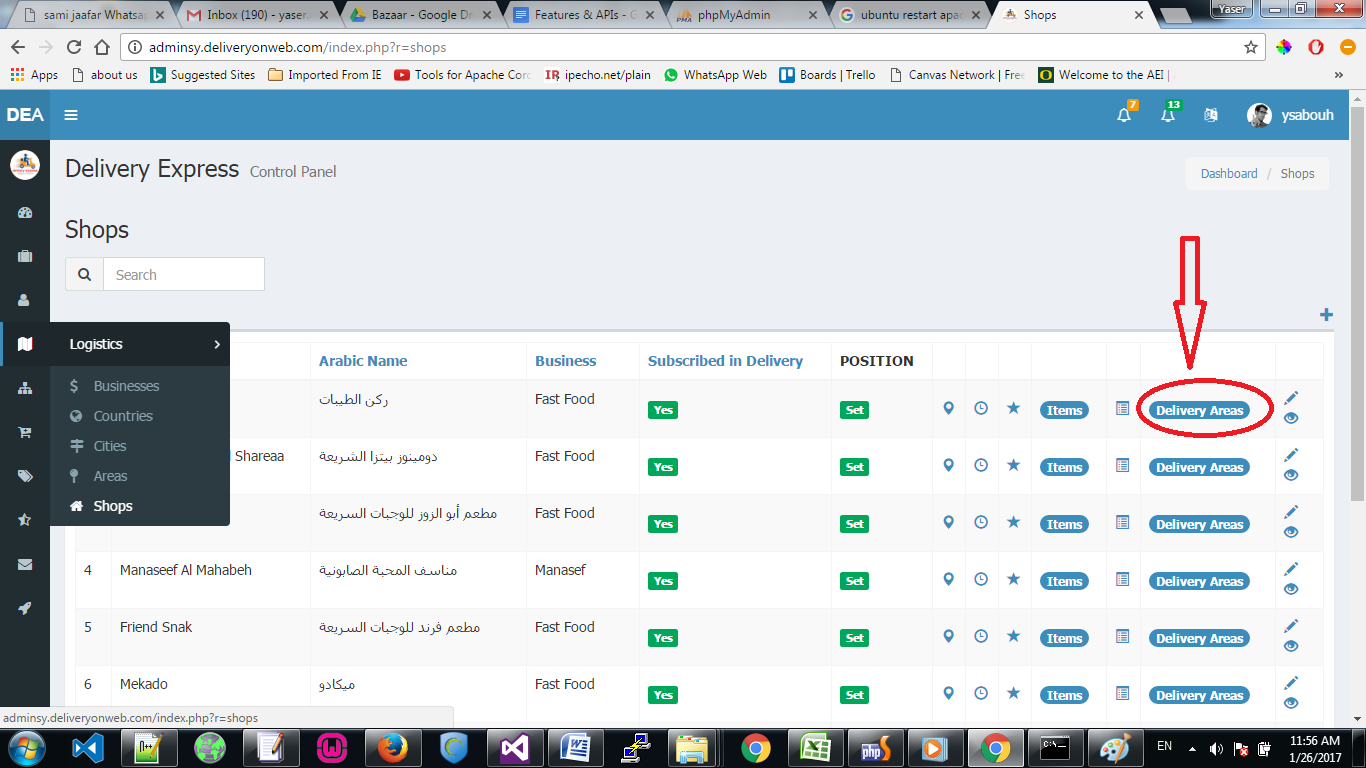 sami jaafar Whatsa
Inbox (190) - yaser.
Bazaar - Google Dr
Features & APIs - G
phpMyAdmin
ubuntu restart apac
Shops
Yaser
adminsy.deliveryonweb.com/index.php?r=shops
Apps about us Suggested Sites Imported From IE Tools for Apache Cor ipecho.net/plain WhatsApp Web Boards | Trello Canvas Network | Fre Welcome to the AEI | »
DEA
7
13
ysabouh
Delivery Express Control Panel
Dashboard / Shops
Shops
Search
Logistics
Businesses
Countries
Cities
Areas
Shops
Arabic Name Business Subscribed in Delivery POSITION
ركن الطيبات Fast Food Yes Set Items Delivery Areas
Shareaa دومينوز بيتزا الشريعة Fast Food Yes Set Items Delivery Areas
مطعم أبو الزوز للوجبات السريعة Fast Food Yes Set Items Delivery Areas
4 Manaseef Al Mahabeh مناسف المحبة الصابونية Manasef Yes Set Items Delivery Areas
5 Friend Snak مطعم فرند للوجبات السريعة Fast Food Yes Set Items Delivery Areas
6 Mekado ميكادو Fast Food Yes Set Items Delivery Areas
adminsy.deliveryonweb.com/index.php?r=shops
EN
11:56 AM
1/26/2017